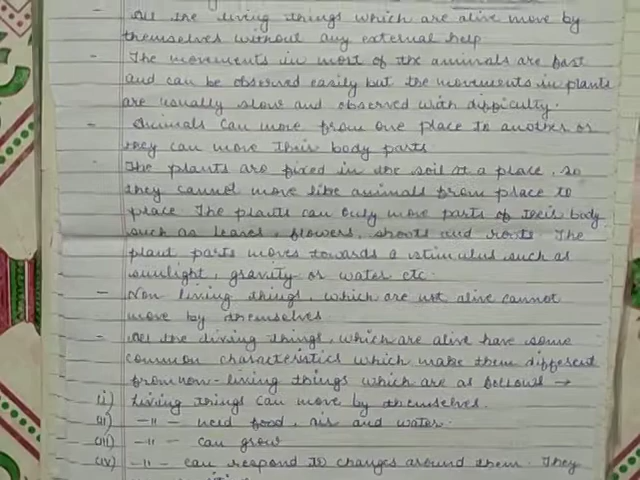 - All the living things which are alive move by
themselves without any external help
- The movements in most of the animals are fast
and can be observed easily but the movements in plants
are usually slow and observed with difficulty.
- Animals can move from one place to another or
they can move their body parts
- The plants are fixed in the soil at a place, so
they cannot move like animals from place to
place. The plants can only move parts of their body
such as leaves, flowers, shoots and roots. The
plant parts moves towards a stimulus such as
sunlight, gravity or water etc.
- Non living things, which are not alive cannot
move by themselves
- All the living things, which are alive have some
common characteristics which make them different
from non-living things which are as follows →
(i) Living things can move by themselves.
(ii) -"- need food, air and water.
(iii) -"- can grow
(iv) -"- can respond to changes around them. They